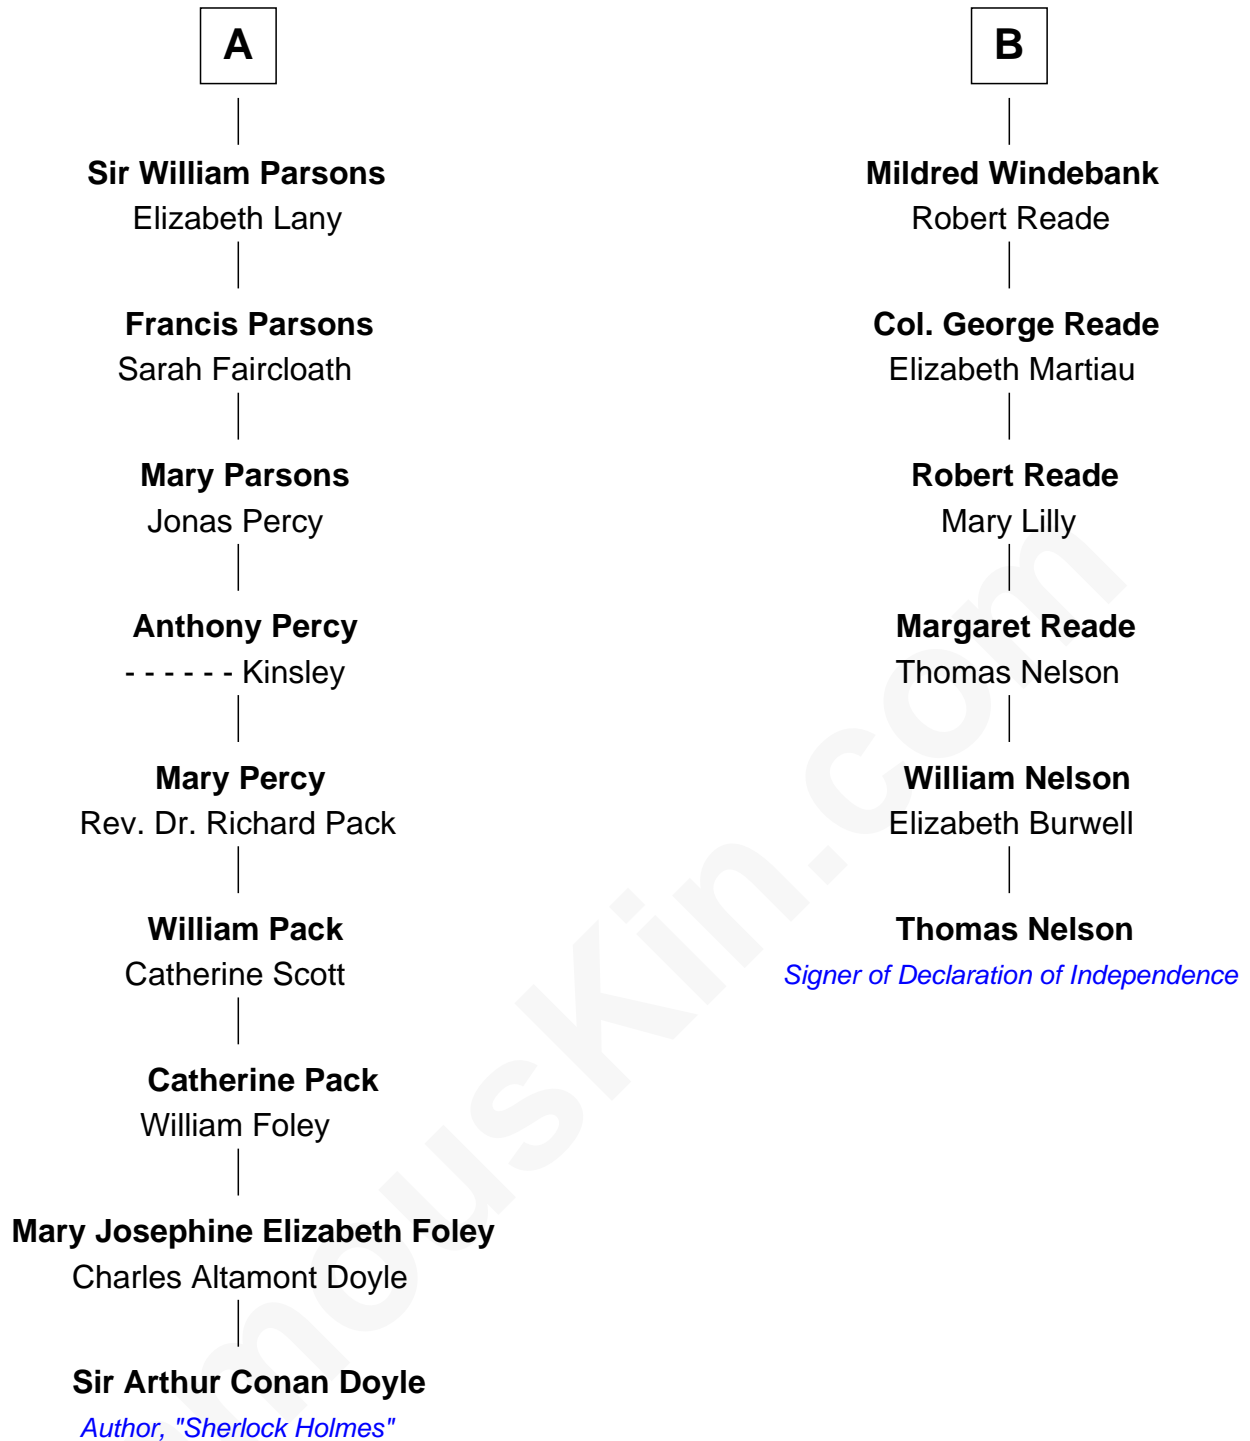 A
Sir William Parsons
Elizabeth Lany
Francis Parsons
Sarah Faircloath
Mary Parsons
Jonas Percy
Anthony Percy
- - - - - - Kinsley
Mary Percy
Rev. Dr. Richard Pack
William Pack
Catherine Scott
Catherine Pack
William Foley
Mary Josephine Elizabeth Foley
Charles Altamont Doyle
Sir Arthur Conan Doyle
Author, "Sherlock Holmes"
B
Mildred Windebank
Robert Reade
Col. George Reade
Elizabeth Martiau
Robert Reade
Mary Lilly
Margaret Reade
Thomas Nelson
William Nelson
Elizabeth Burwell
Thomas Nelson
Signer of Declaration of Independence
mouskin.com